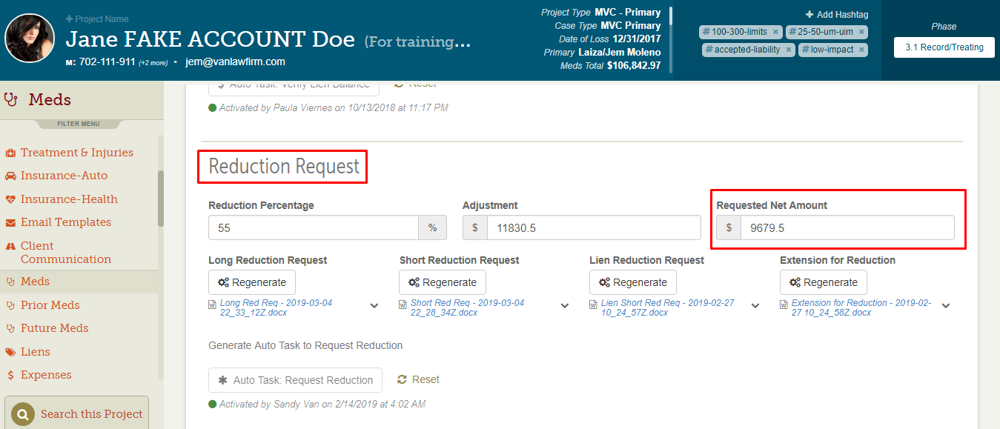 Project Name
Jane FAKE ACCOUNT Doe (For training...
M: 702-111-911 (+2 more) • jem@vanlawfirm.com
Project Type MVC - Primary
Case Type MVC Primary
Date of Loss 12/31/2017
Primary Laiza/Jem Moleno
Meds Total $106,842.97
Add Hashtag
#100-300-limits × #25-50-um-uim ×
#accepted-liability × #low-impact ×
Phase
3.1 Record/Treating
Meds
FILTER MENU
Treatment & Injuries
Insurance-Auto
Insurance-Health
Email Templates
Client
Communication
Meds
Prior Meds
Future Meds
Liens
$ Expenses
Search this Project
$ Auto Task: Verify Lien Balance Reset
Activated by Paula Viernes on 10/13/2018 at 11:17 PM
Reduction Request
Reduction Percentage Adjustment Requested Net Amount
55 % $ 11830.5 $ 9679.5
Long Reduction Request Short Reduction Request Lien Reduction Request Extension for Reduction
Regenerate Regenerate Regenerate Regenerate
Long Red Req - 2019-03-04 Short Red Req - 2019-03-04 Lien Short Red Req - 2019-02-27 Extension for Reduction - 2019-02-
22_33_12Z.docx 22_28_34Z.docx 10_24_57Z.docx 27 10_24_58Z.docx
Generate Auto Task to Request Reduction
Auto Task: Request Reduction Reset
Activated by Sandy Van on 2/14/2019 at 4:02 AM